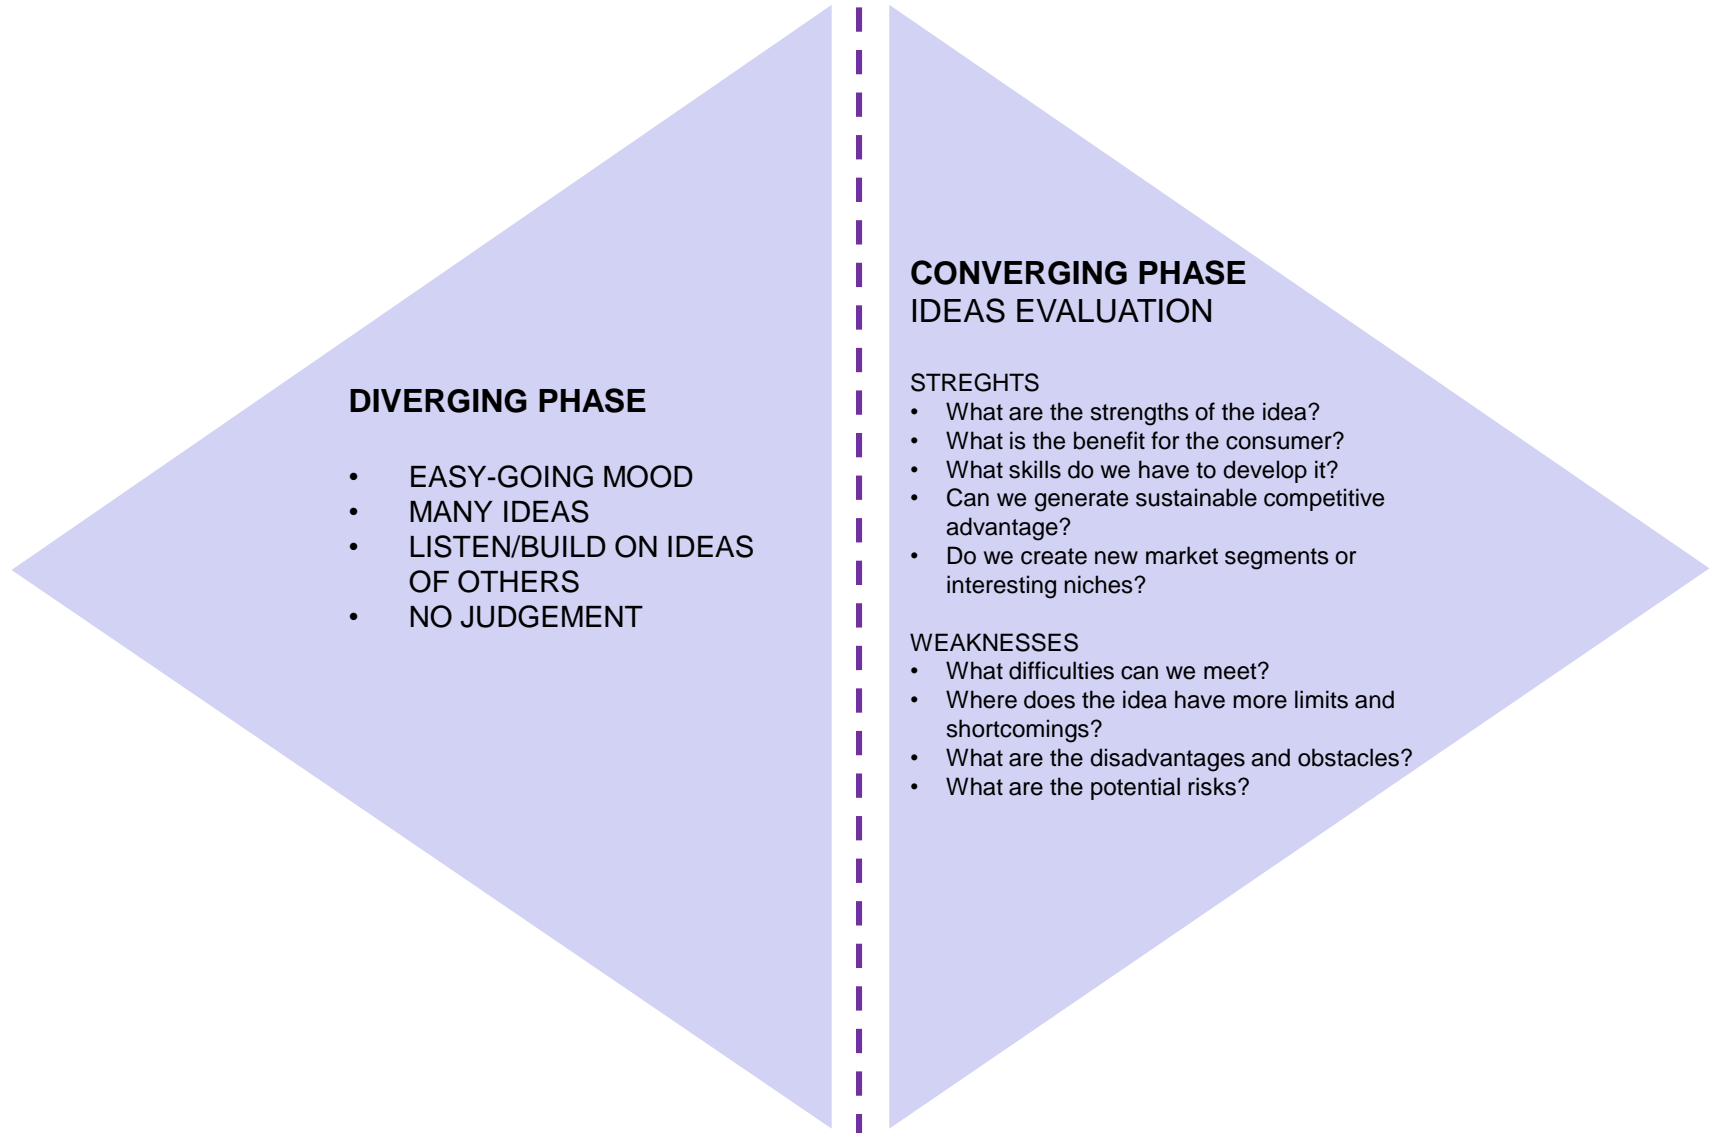 DIVERGING PHASE
• EASY-GOING MOOD
• MANY IDEAS
• LISTEN/BUILD ON IDEAS
OF OTHERS
• NO JUDGEMENT
CONVERGING PHASE
IDEAS EVALUATION
STREGHTS
• What are the strengths of the idea?
• What is the benefit for the consumer?
• What skills do we have to develop it?
• Can we generate sustainable competitive
advantage?
• Do we create new market segments or
interesting niches?
WEAKNESSES
• What difficulties can we meet?
• Where does the idea have more limits and
shortcomings?
• What are the disadvantages and obstacles?
• What are the potential risks?